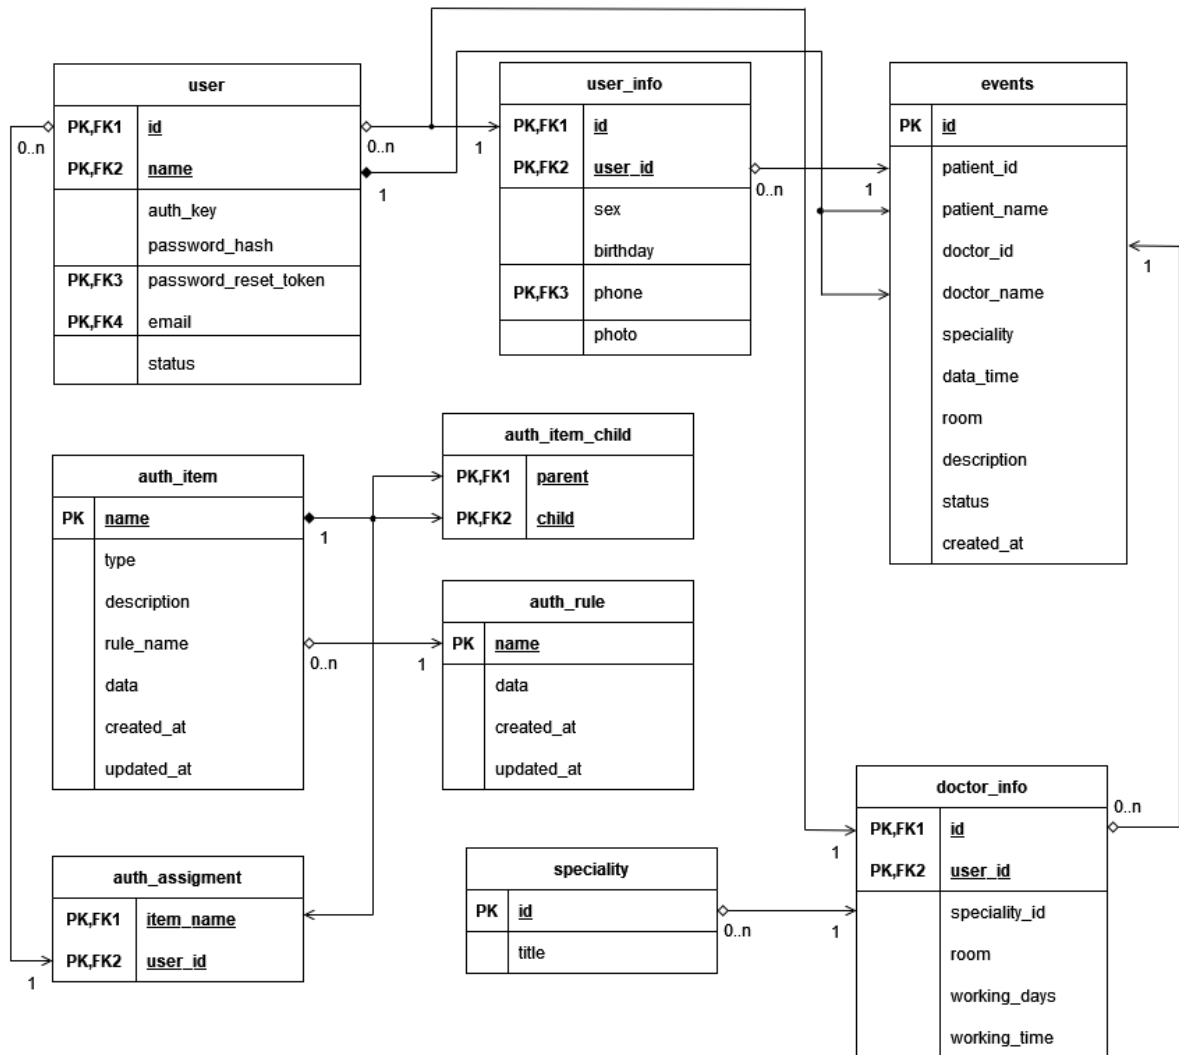 user
PK,FK1 id
PK,FK2 name
auth_key
password_hash
PK,FK3 password_reset_token
PK,FK4 email
status
0..n
0..n
1
1
user_info
PK,FK1 id
PK,FK2 user_id
sex
birthday
PK,FK3 phone
photo
0..n
1
events
PK id
patient_id
patient_name
doctor_id
doctor_name
speciality
data_time
room
description
status
created_at
1
auth_item
PK name
type
description
rule_name
data
created_at
updated_at
1
0..n
1
auth_item_child
PK,FK1 parent
PK,FK2 child
auth_rule
PK name
data
created_at
updated_at
auth_assigment
PK,FK1 item_name
PK,FK2 user_id
1
speciality
PK id
title
0..n
1
1
doctor_info
PK,FK1 id
PK,FK2 user_id
speciality_id
room
working_days
working_time
0..n